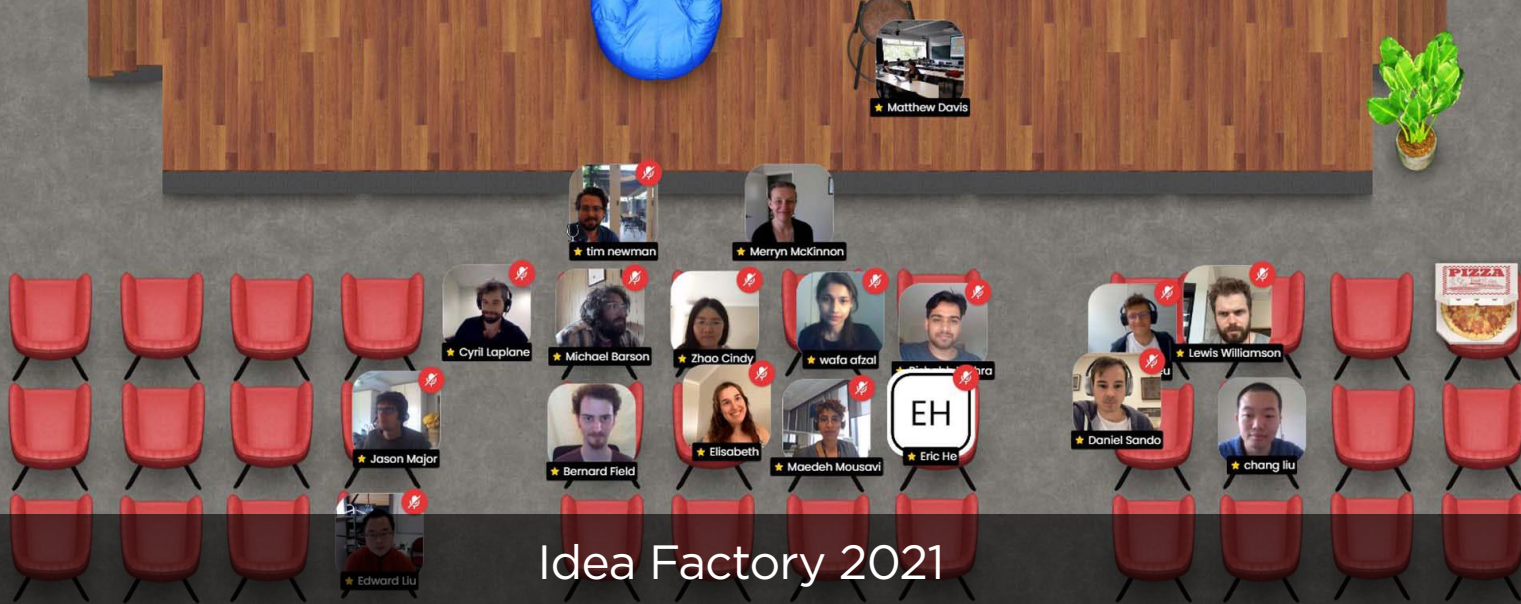 Matthew Davis
tim newman
Merryn McKinnon
PIZZA
Cyril Laplane
Michael Barson
Zhao Cindy
wafa afzal
Lewis Williamson
EH
Jason Major
Bernard Field
Elisabeth
Maedeh Mousavi
Eric He
Daniel Sando
chang liu
Edward Liu
Idea Factory 2021